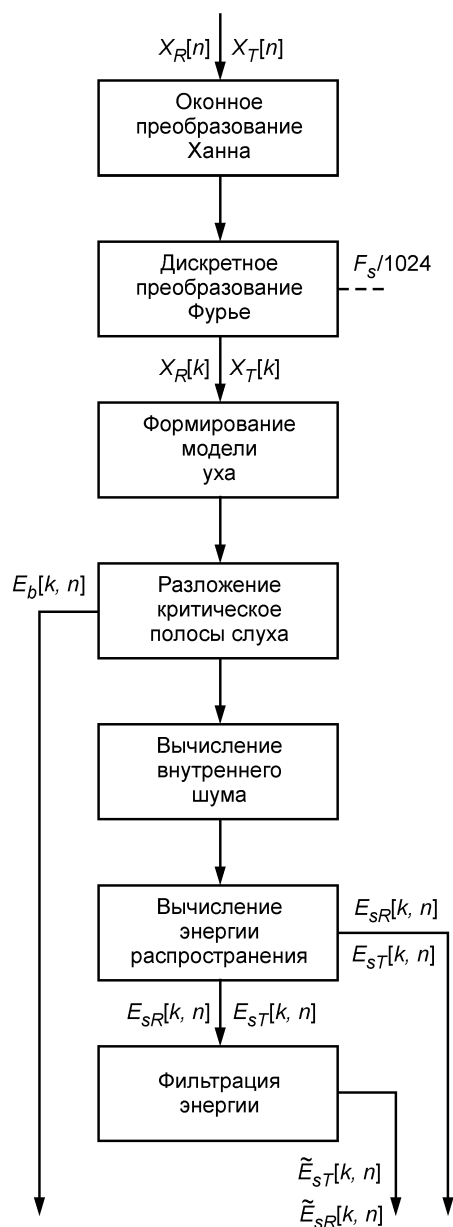 X_R[n] X_T[n]
Оконное
преобразование
Ханна
Дискретное
преобразование
Фурье
F_s/1024
X_R[k] X_T[k]
Формирование
модели
уха
E_b[k, n]
Разложение
критическое
полосы слуха
Вычисление
внутреннего
шума
Вычисление
энергии
распространения
E_sR[k, n]
E_sT[k, n]
E_sR[k, n] E_sT[k, n]
Фильтрация
энергии
Ẽ_sT[k, n]
Ẽ_sR[k, n]